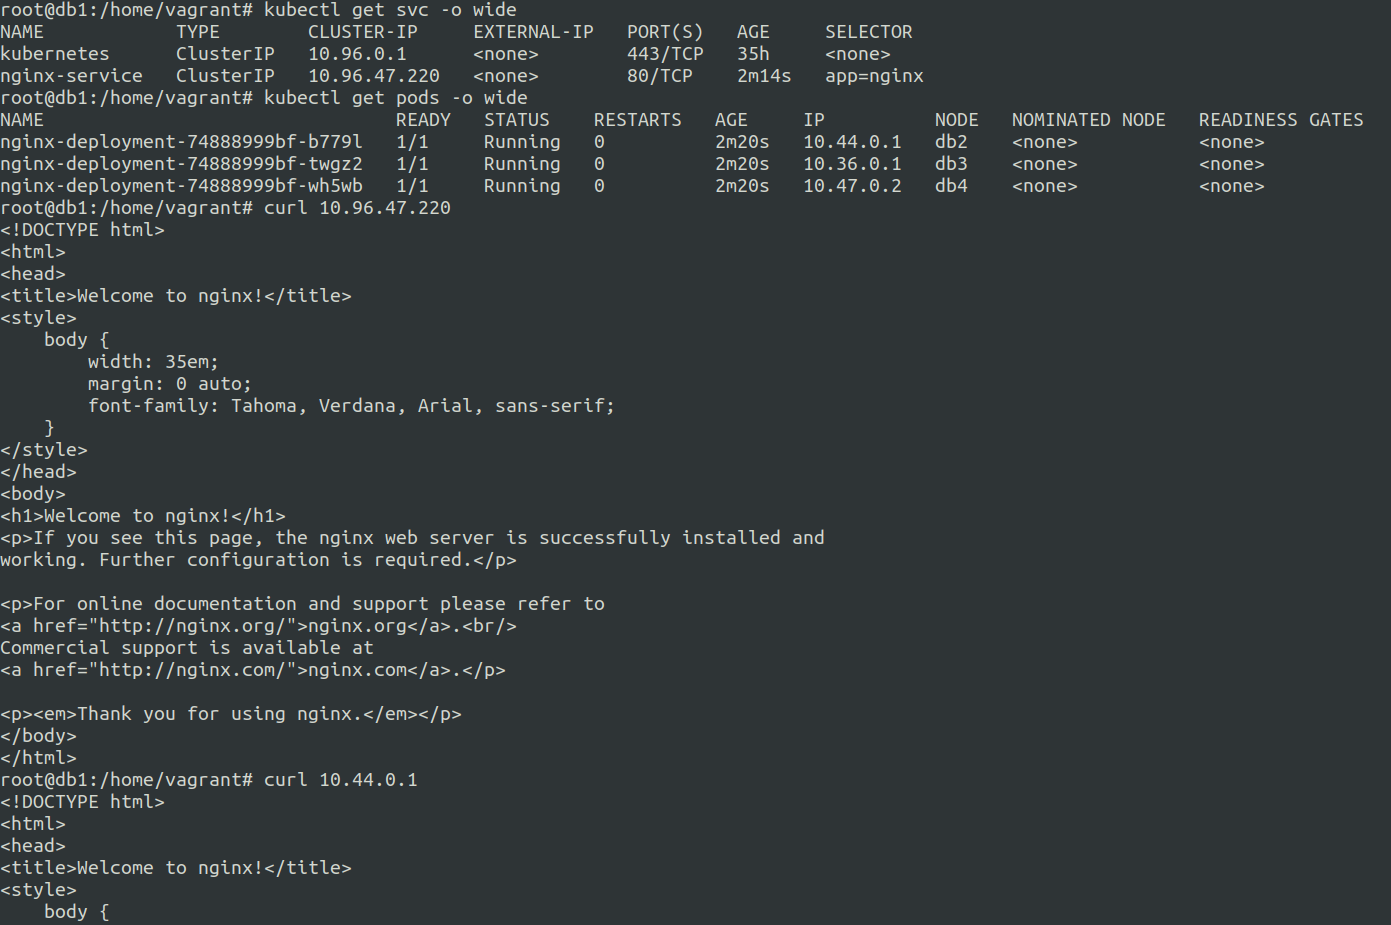 root@db1:/home/vagrant# kubectl get svc -o wide
NAME            TYPE        CLUSTER-IP     EXTERNAL-IP   PORT(S)   AGE     SELECTOR
kubernetes      ClusterIP   10.96.0.1      <none>        443/TCP   35h     <none>
nginx-service   ClusterIP   10.96.47.220   <none>        80/TCP    2m14s   app=nginx
root@db1:/home/vagrant# kubectl get pods -o wide
NAME                                READY   STATUS    RESTARTS   AGE     IP          NODE   NOMINATED NODE   READINESS GATES
nginx-deployment-74888999bf-b779l   1/1     Running   0          2m20s   10.44.0.1   db2    <none>           <none>
nginx-deployment-74888999bf-twgz2   1/1     Running   0          2m20s   10.36.0.1   db3    <none>           <none>
nginx-deployment-74888999bf-wh5wb   1/1     Running   0          2m20s   10.47.0.2   db4    <none>           <none>
root@db1:/home/vagrant# curl 10.96.47.220
<!DOCTYPE html>
<html>
<head>
<title>Welcome to nginx!</title>
<style>
    body {
        width: 35em;
        margin: 0 auto;
        font-family: Tahoma, Verdana, Arial, sans-serif;
    }
</style>
</head>
<body>
<h1>Welcome to nginx!</h1>
<p>If you see this page, the nginx web server is successfully installed and
working. Further configuration is required.</p>

<p>For online documentation and support please refer to
<a href="http://nginx.org/">nginx.org</a>.<br/>
Commercial support is available at
<a href="http://nginx.com/">nginx.com</a>.</p>

<p><em>Thank you for using nginx.</em></p>
</body>
</html>
root@db1:/home/vagrant# curl 10.44.0.1
<!DOCTYPE html>
<html>
<head>
<title>Welcome to nginx!</title>
<style>
    body {